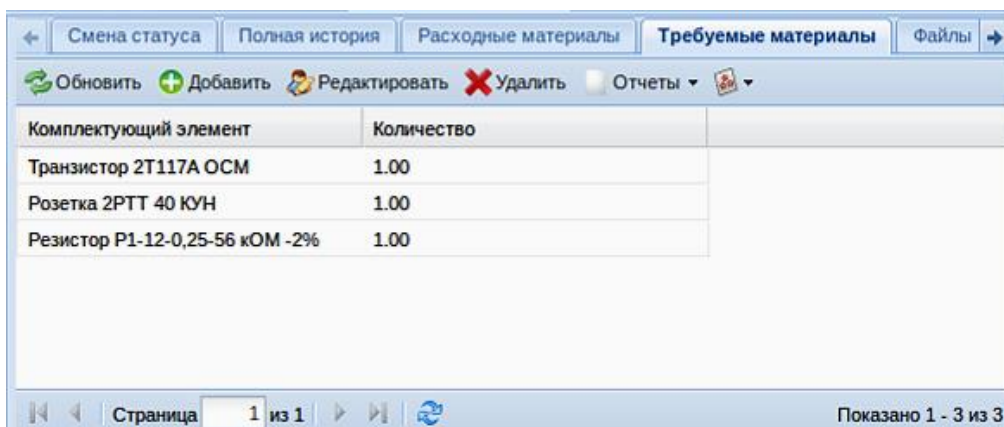 Смена статуса Полная история Расходные материалы Требуемые материалы Файлы
Обновить Добавить Редактировать Удалить Отчеты
Комплектующий элемент Количество
Транзистор 2Т117А ОСМ 1.00
Розетка 2РТТ 40 КУН 1.00
Резистор Р1-12-0,25-56 кОМ -2% 1.00
Страница 1 из 1 Показано 1 - 3 из 3